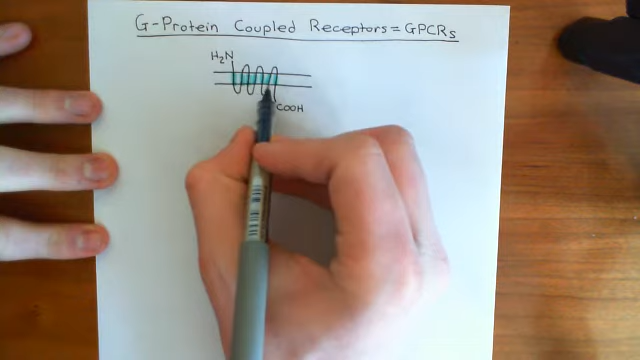 G-Protein Coupled Receptors = GPCRs
H₂N
COOH